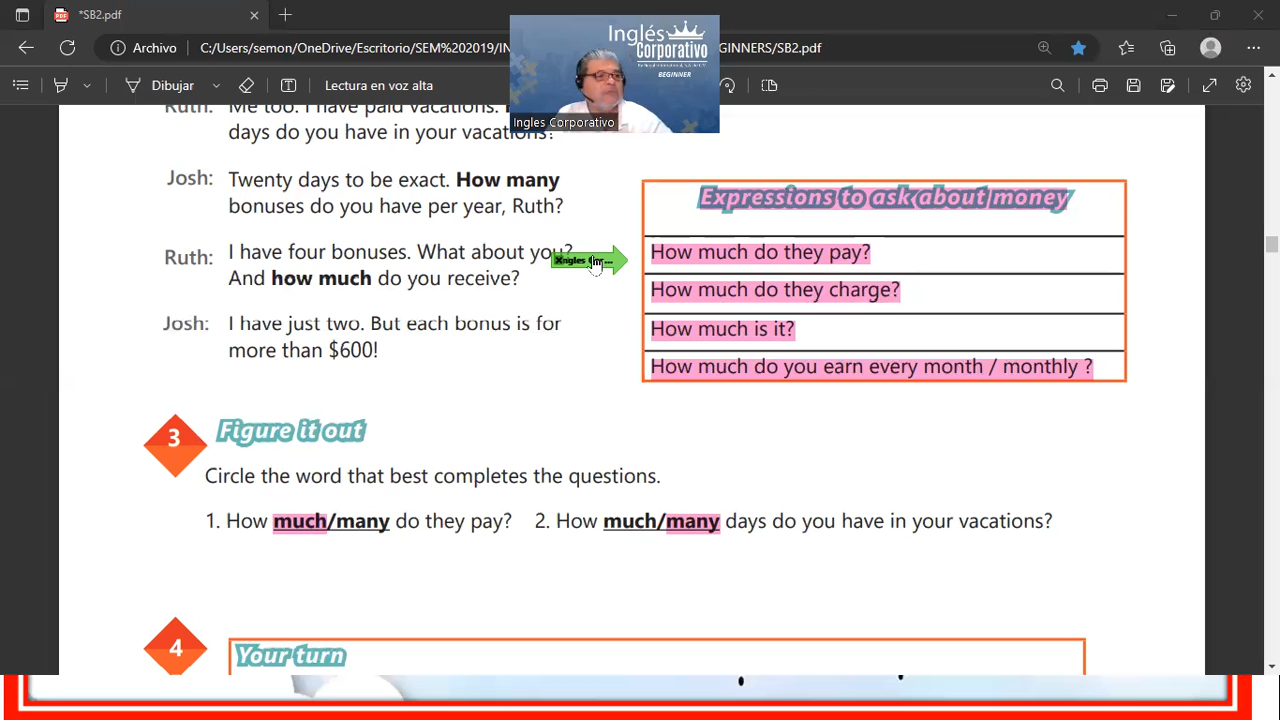 *SB2.pdf
Archivo
C:/Users/semon/OneDrive/Escritorio/SEM%202019/IN
GINNERS/SB2.pdf
Dibujar
Lectura en voz alta
Inglés
Corporativo
BEGINNER
Ingles Corporativo
Ruth: Me too. I have paid vacations.
days do you have in your vacations?
Josh: Twenty days to be exact. How many
bonuses do you have per year, Ruth?
Ruth: I have four bonuses. What about you?
And how much do you receive?
Josh: I have just two. But each bonus is for
more than $600!
Expressions to ask about money
How much do they pay?
How much do they charge?
How much is it?
How much do you earn every month / monthly ?
3 Figure it out
Circle the word that best completes the questions.
1. How much/many do they pay? 2. How much/many days do you have in your vacations?
4 Your turn